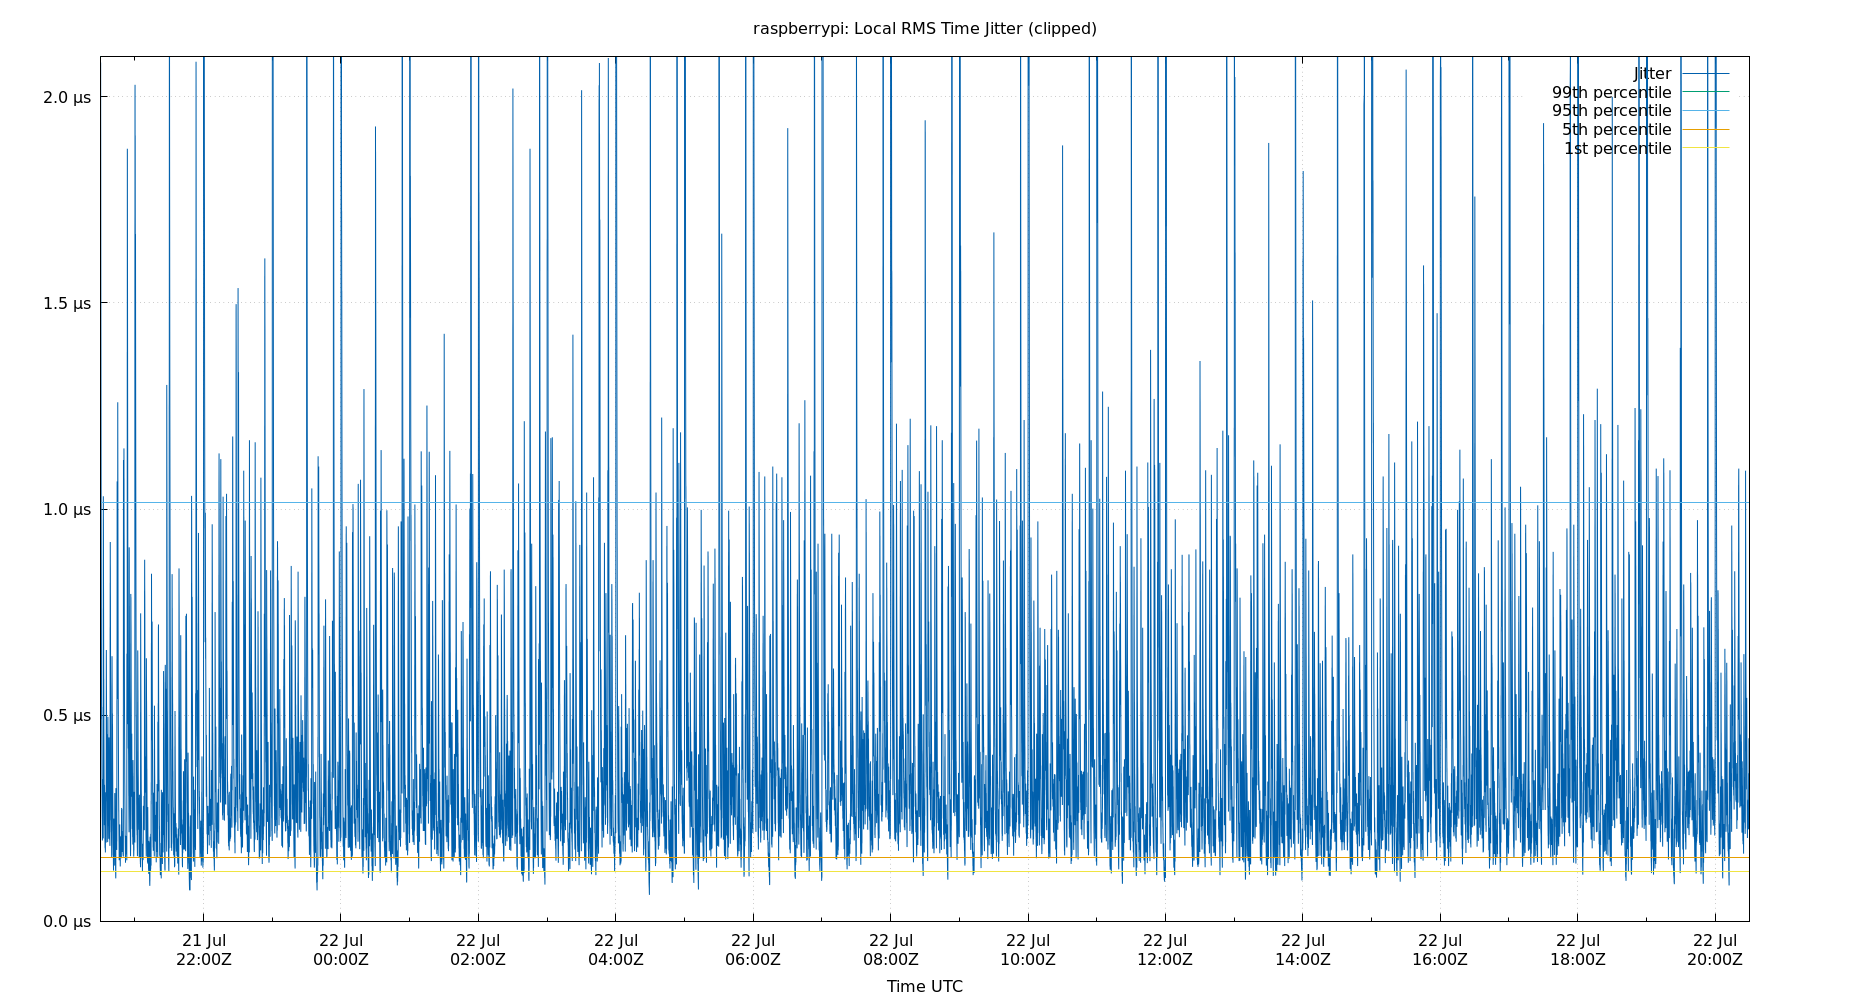 raspberrypi: Local RMS Time Jitter (clipped)
Jitter
99th percentile
95th percentile
5th percentile
1st percentile
2.0 µs
1.5 µs
1.0 µs
0.5 µs
0.0 µs
21 Jul 22 Jul 22 Jul 22 Jul 22 Jul 22 Jul 22 Jul 22 Jul 22 Jul 22 Jul 22 Jul 22 Jul
22:00Z 00:00Z 02:00Z 04:00Z 06:00Z 08:00Z 10:00Z 12:00Z 14:00Z 16:00Z 18:00Z 20:00Z
Time UTC